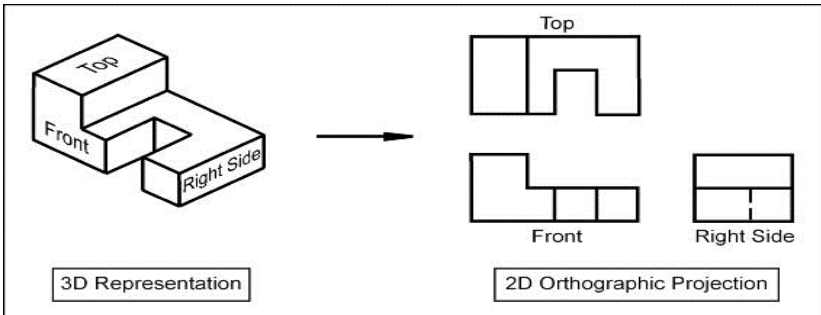 Top
Front
Right Side
3D Representation
Top
Front
Right Side
2D Orthographic Projection